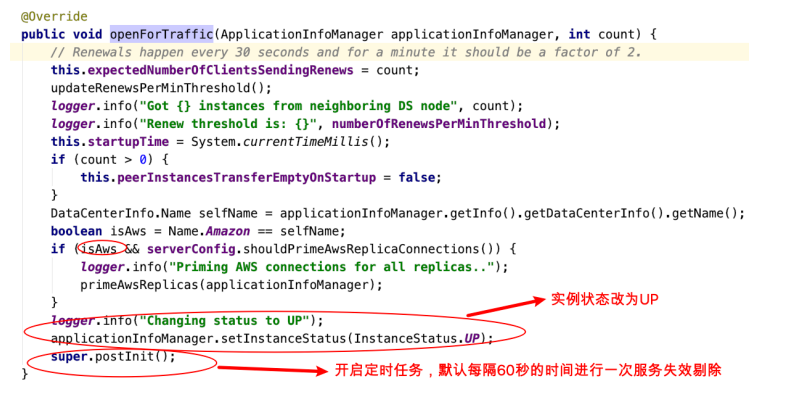 @Override
public void openForTraffic(ApplicationInfoManager applicationInfoManager, int count) {
// Renewals happen every 30 seconds and for a minute it should be a factor of 2.
this.expectedNumberOfClientsSendingRenews = count;
updateRenewsPerMinThreshold();
logger.info("Got {} instances from neighboring DS node", count);
logger.info("Renew threshold is: {}", numberOfRenewsPerMinThreshold);
this.startupTime = System.currentTimeMillis();
if (count > 0) {
this.peerInstancesTransferEmptyOnStartup = false;
}
DataCenterInfo.Name selfName = applicationInfoManager.getInfo().getDataCenterInfo().getName();
boolean isAws = Name.Amazon == selfName;
if (isAws && serverConfig.shouldPrimeAwsReplicaConnections()) {
logger.info("Priming AWS connections for all replicas..");
primeAwsReplicas(applicationInfoManager);
}
实例状态改为UP
logger.info("Changing status to UP");
applicationInfoManager.setInstanceStatus(InstanceStatus.UP);
super.postInit();
开启定时任务，默认每隔60秒的时间进行一次服务失效剔除
}